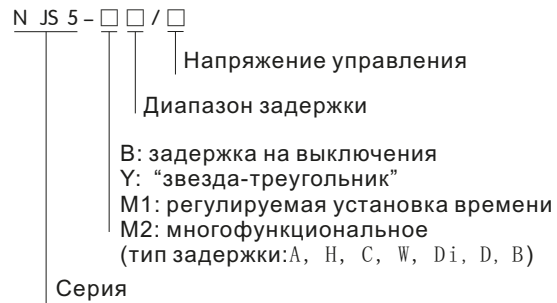 N JS 5 – □ □ / □
Напряжение управления
Диапазон задержки
B: задержка на выключения
Y: “звезда-треугольник”
M1: регулируемая установка времени
M2: многофункциональное
(тип задержки:A, H, C, W, Di, D, B)
Серия